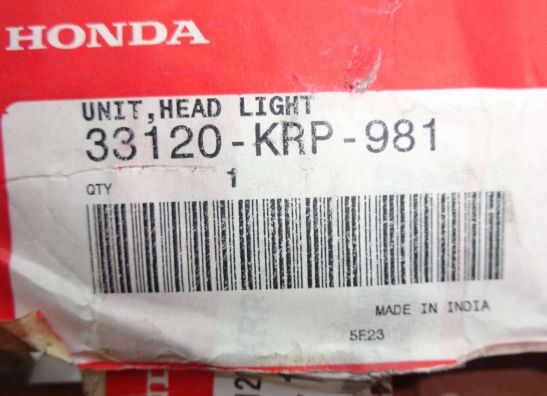 HONDA
UNIT,HEAD LIGHT
33120-KRP-981
QTY 1
MADE IN INDIA
5E23